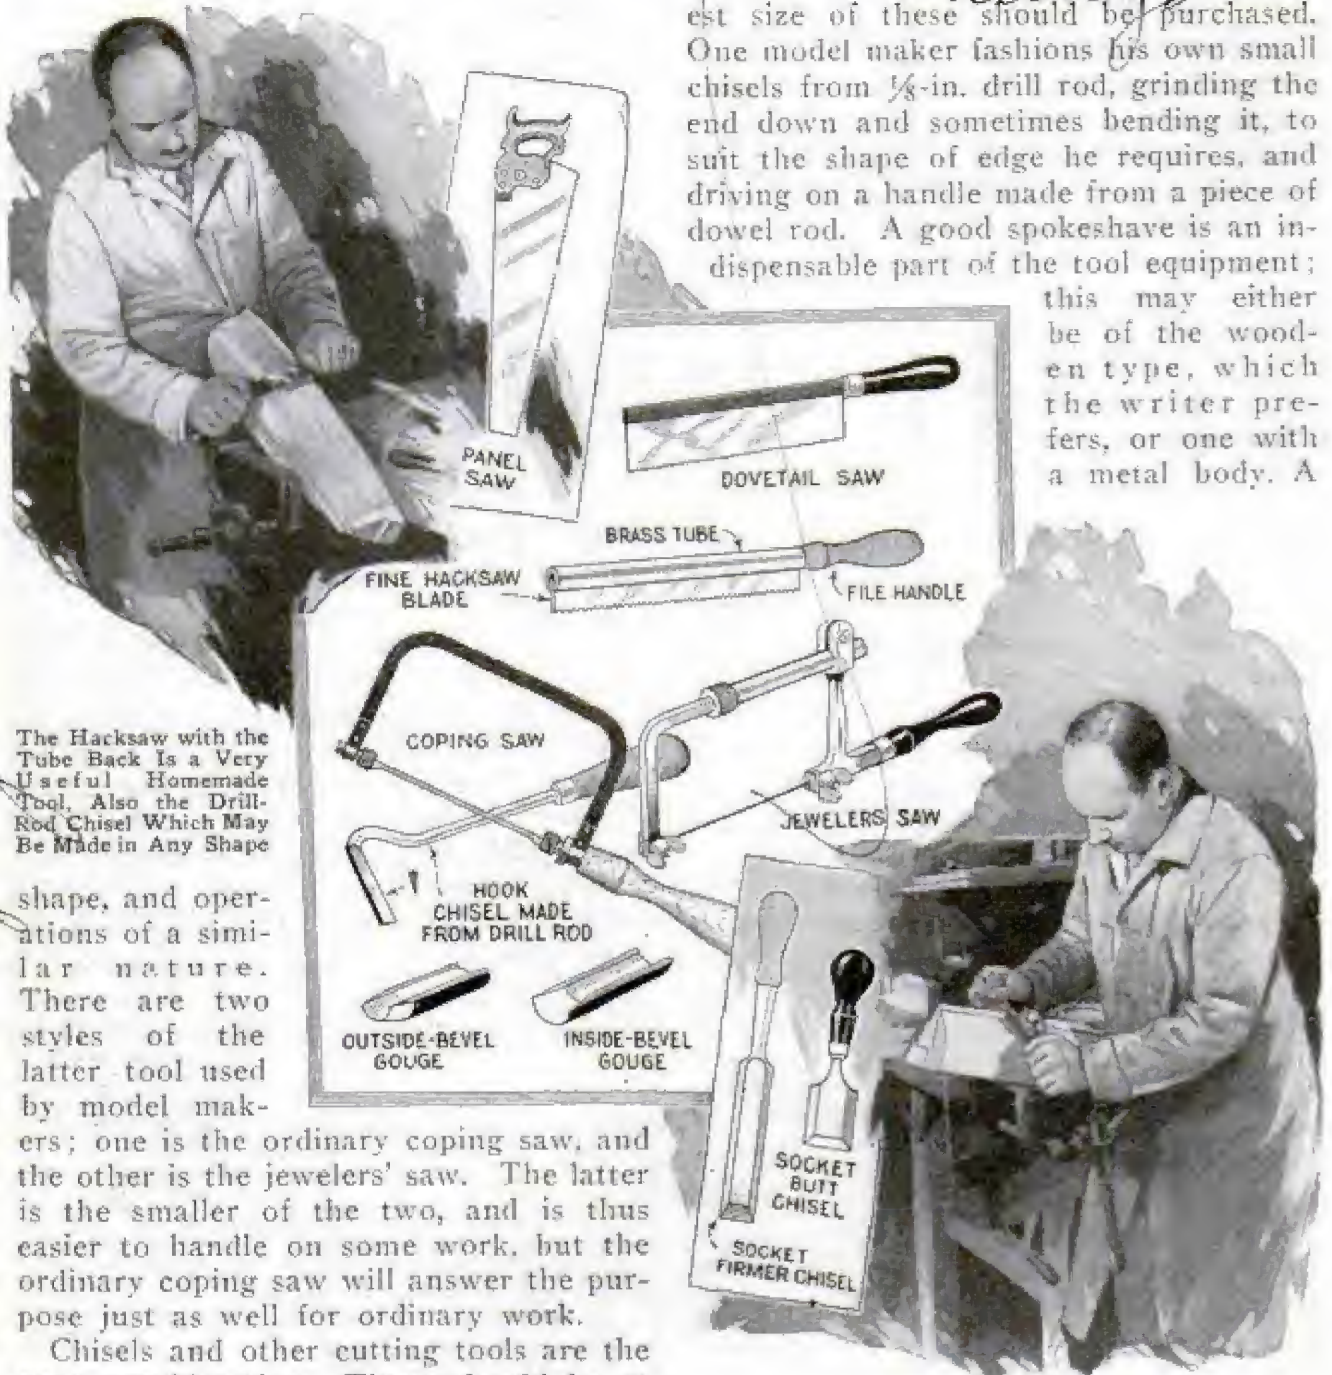 The Hacksaw with the
Tube Back Is a Very
Useful Homemade
Tool, Also the Drill-
Rod Chisel Which May
Be Made in Any Shape
shape, and oper-
ations of a simi-
lar nature.
There are two
styles of the
latter tool used
by model mak-
ers; one is the ordinary coping saw, and
the other is the jewelers' saw. The latter
is the smaller of the two, and is thus
easier to handle on some work, but the
ordinary coping saw will answer the pur-
pose just as well for ordinary work.
Chisels and other cutting tools are the
est size of these should be purchased.
One model maker fashions his own small
chisels from ⅛-in. drill rod, grinding the
end down and sometimes bending it, to
suit the shape of edge he requires, and
driving on a handle made from a piece of
dowel rod. A good spokeshave is an in-
dispensable part of the tool equipment;
this may either
be of the wood-
en type, which
the writer pre-
fers, or one with
a metal body. A
PANEL
SAW
DOVETAIL SAW
BRASS TUBE
FINE HACKSAW
BLADE
FILE HANDLE
COPING SAW
JEWELERS SAW
HOOK
CHISEL MADE
FROM DRILL ROD
OUTSIDE-BEVEL
GOUGE
INSIDE-BEVEL
GOUGE
SOCKET
BUTT
CHISEL
SOCKET
FIRMER CHISEL